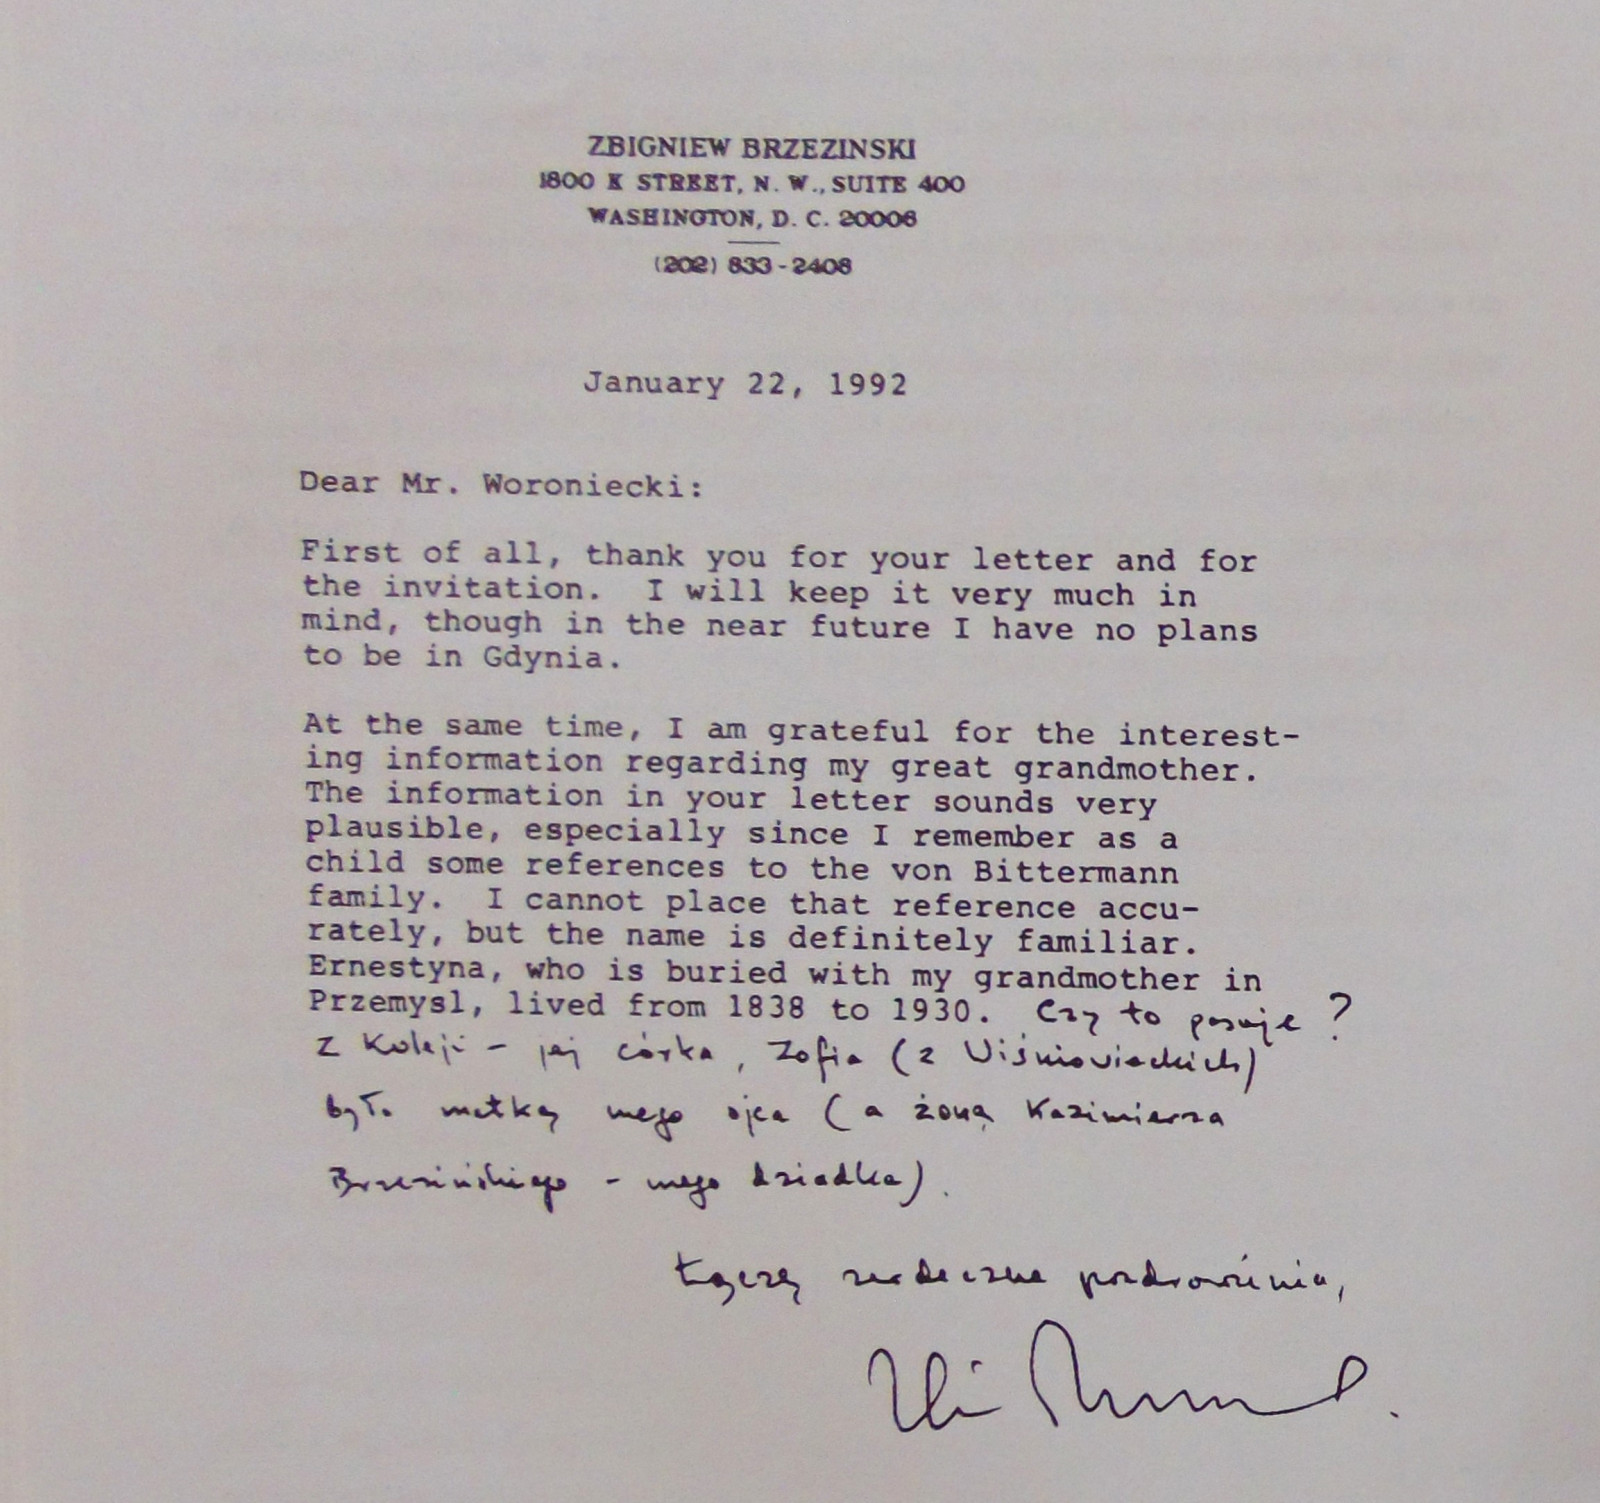 ZBIGNIEW BRZEZINSKI
1800 K STREET, N. W., SUITE 400
WASHINGTON, D. C. 20006
(202) 833-2408
January 22, 1992
Dear Mr. Woroniecki:
First of all, thank you for your letter and for
the invitation.  I will keep it very much in
mind, though in the near future I have no plans
to be in Gdynia.
At the same time, I am grateful for the interest-
ing information regarding my great grandmother.
The information in your letter sounds very
plausible, especially since I remember as a
child some references to the von Bittermann
family.  I cannot place that reference accu-
rately, but the name is definitely familiar.
Ernestyna, who is buried with my grandmother in
Przemysl, lived from 1838 to 1930. Czy to pasuje?
Z koleji - jej córka, Zofia (z Wiśniowieckich)
była matką mego ojca (a żoną Kazimierza
Brzezińskiego - mego dziadka).
Łączę serdeczne pozdrowienia,